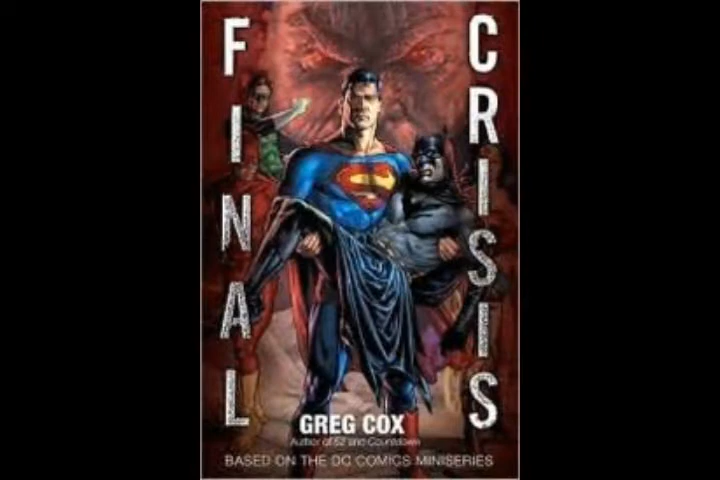 FINAL
CRISIS
GREG COX
Author of 52 and Countdown
BASED ON THE DC COMICS MINISERIES